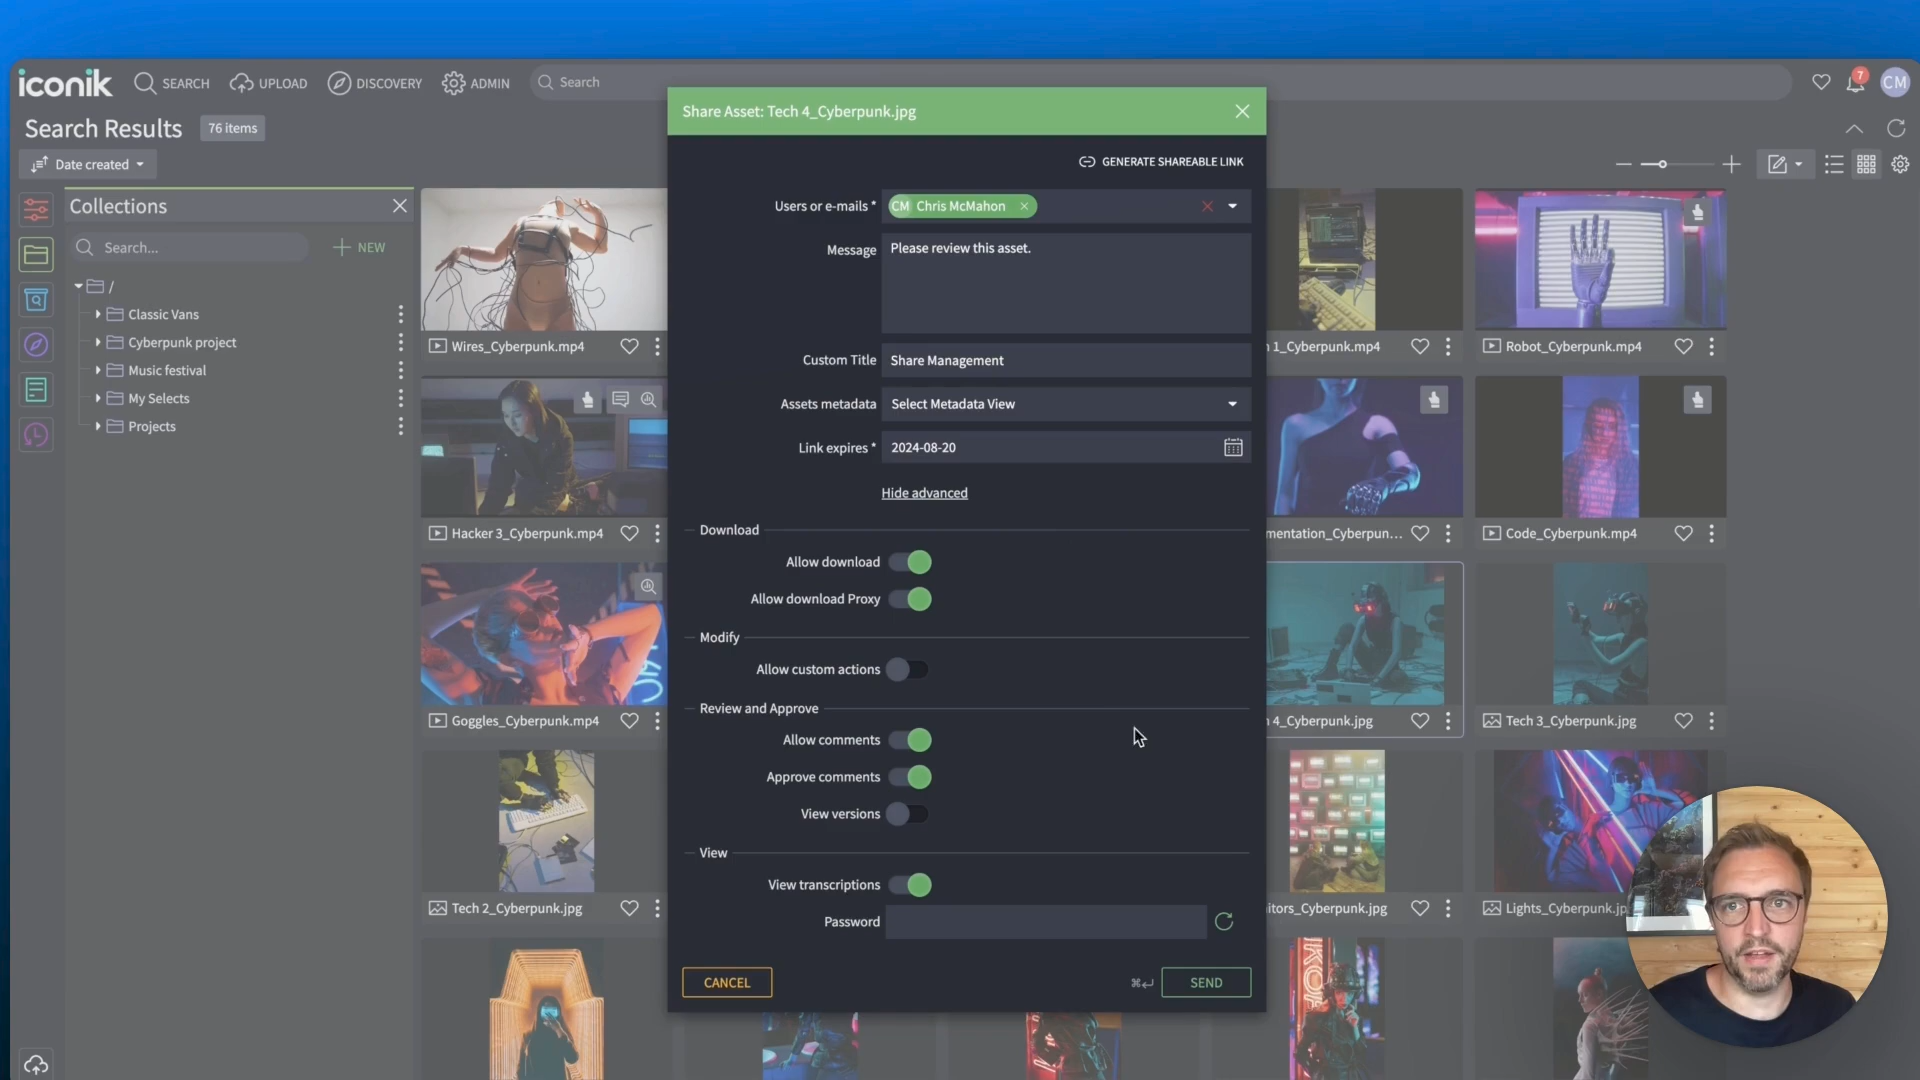 iconik
SEARCH
UPLOAD
DISCOVERY
ADMIN
Search
7
CM
Search Results
76 items
Date created
Collections
Search...
NEW
/
Classic Vans
Cyberpunk project
Music festival
My Selects
Projects
Share Asset: Tech 4_Cyberpunk.jpg
GENERATE SHAREABLE LINK
Users or e-mails *
CM Chris McMahon
Message
Please review this asset.
Custom Title
Share Management
Assets metadata
Select Metadata View
Link expires *
2024-08-20
Hide advanced
Download
Allow download
Allow download Proxy
Modify
Allow custom actions
Review and Approve
Allow comments
Approve comments
View versions
View
View transcriptions
Password
CANCEL
⌘↵
SEND
Wires_Cyberpunk.mp4
1_Cyberpunk.mp4
Robot_Cyberpunk.mp4
Hacker 3_Cyberpunk.mp4
mentation_Cyberpun...
Code_Cyberpunk.mp4
Goggles_Cyberpunk.mp4
4_Cyberpunk.jpg
Tech 3_Cyberpunk.jpg
Tech 2_Cyberpunk.jpg
itors_Cyberpunk.jpg
Lights_Cyberpunk.jp